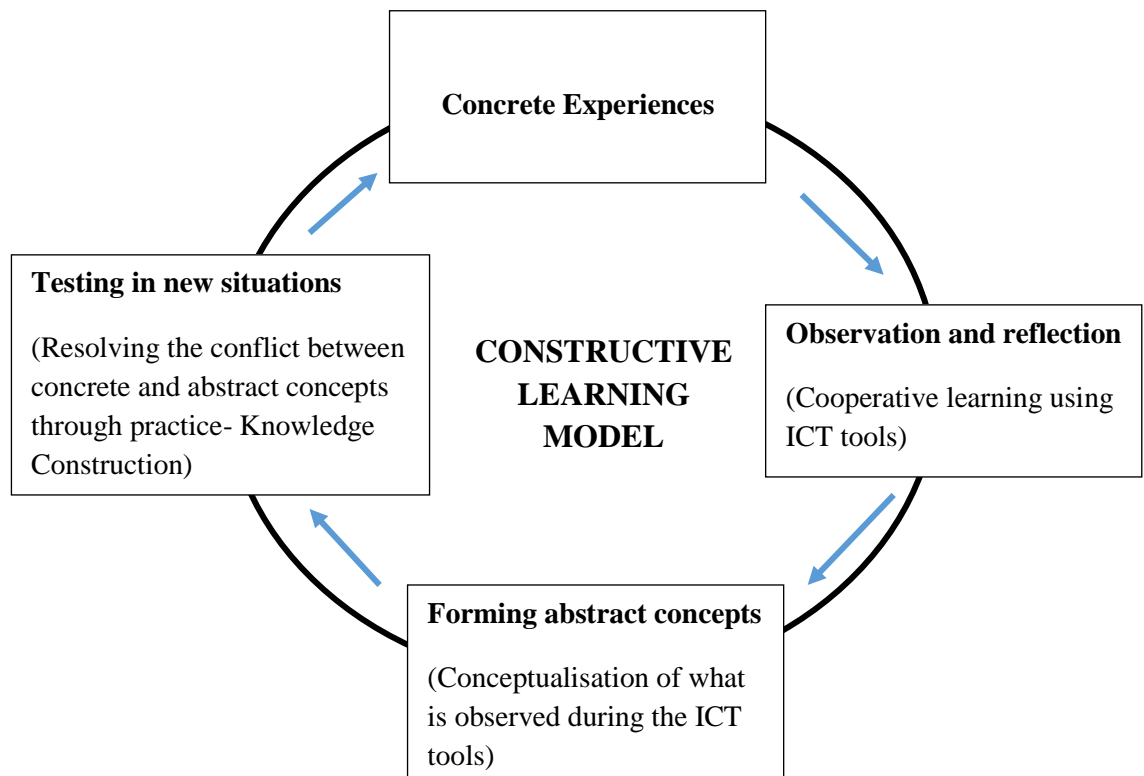 Concrete Experiences
Testing in new situations
(Resolving the conflict between
concrete and abstract concepts
through practice- Knowledge
Construction)
CONSTRUCTIVE
LEARNING
MODEL
Observation and reflection
(Cooperative learning using
ICT tools)
Forming abstract concepts
(Conceptualisation of what
is observed during the ICT
tools)